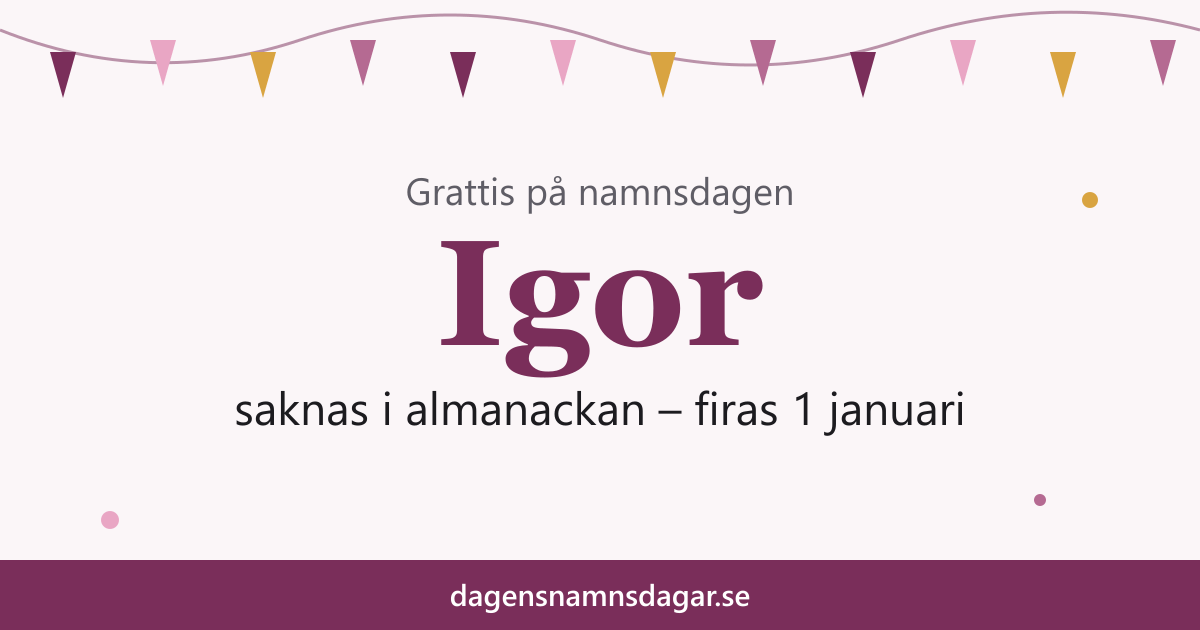 Grattis på namnsdagen
Igor
saknas i almanackan – firas 1 januari
dagensnamnsdagar.se